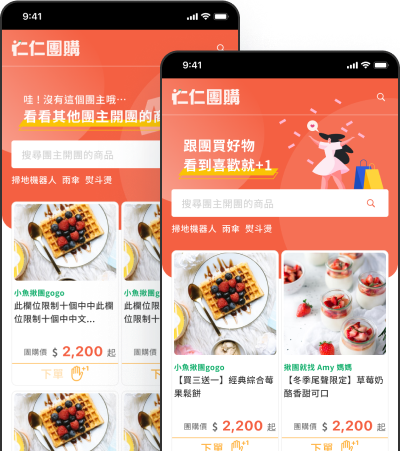 9:41
仁仁團購
哇！沒有這個團主哦…
看看其他團主開團的商
搜尋團主開團的商品
掃地機器人 雨傘 熨斗燙
小魚揪團gogo
此欄位限制十個中中此欄
位限制十個中中文...
團購價 $ 2,200 起
下單 +1
小
此
位
團購價
9:41
仁仁團購
跟團買好物
看到喜歡就+1
搜尋團主開團的商品
掃地機器人 雨傘 熨斗燙
小魚揪團gogo
【買三送一】經典綜合莓
果鬆餅
團購價 $ 2,200 起
下單 +1
揪團就找 Amy 媽媽
【冬季尾聲限定】草莓奶
酪香甜可口
團購價 $ 2,200 起
下單 +1